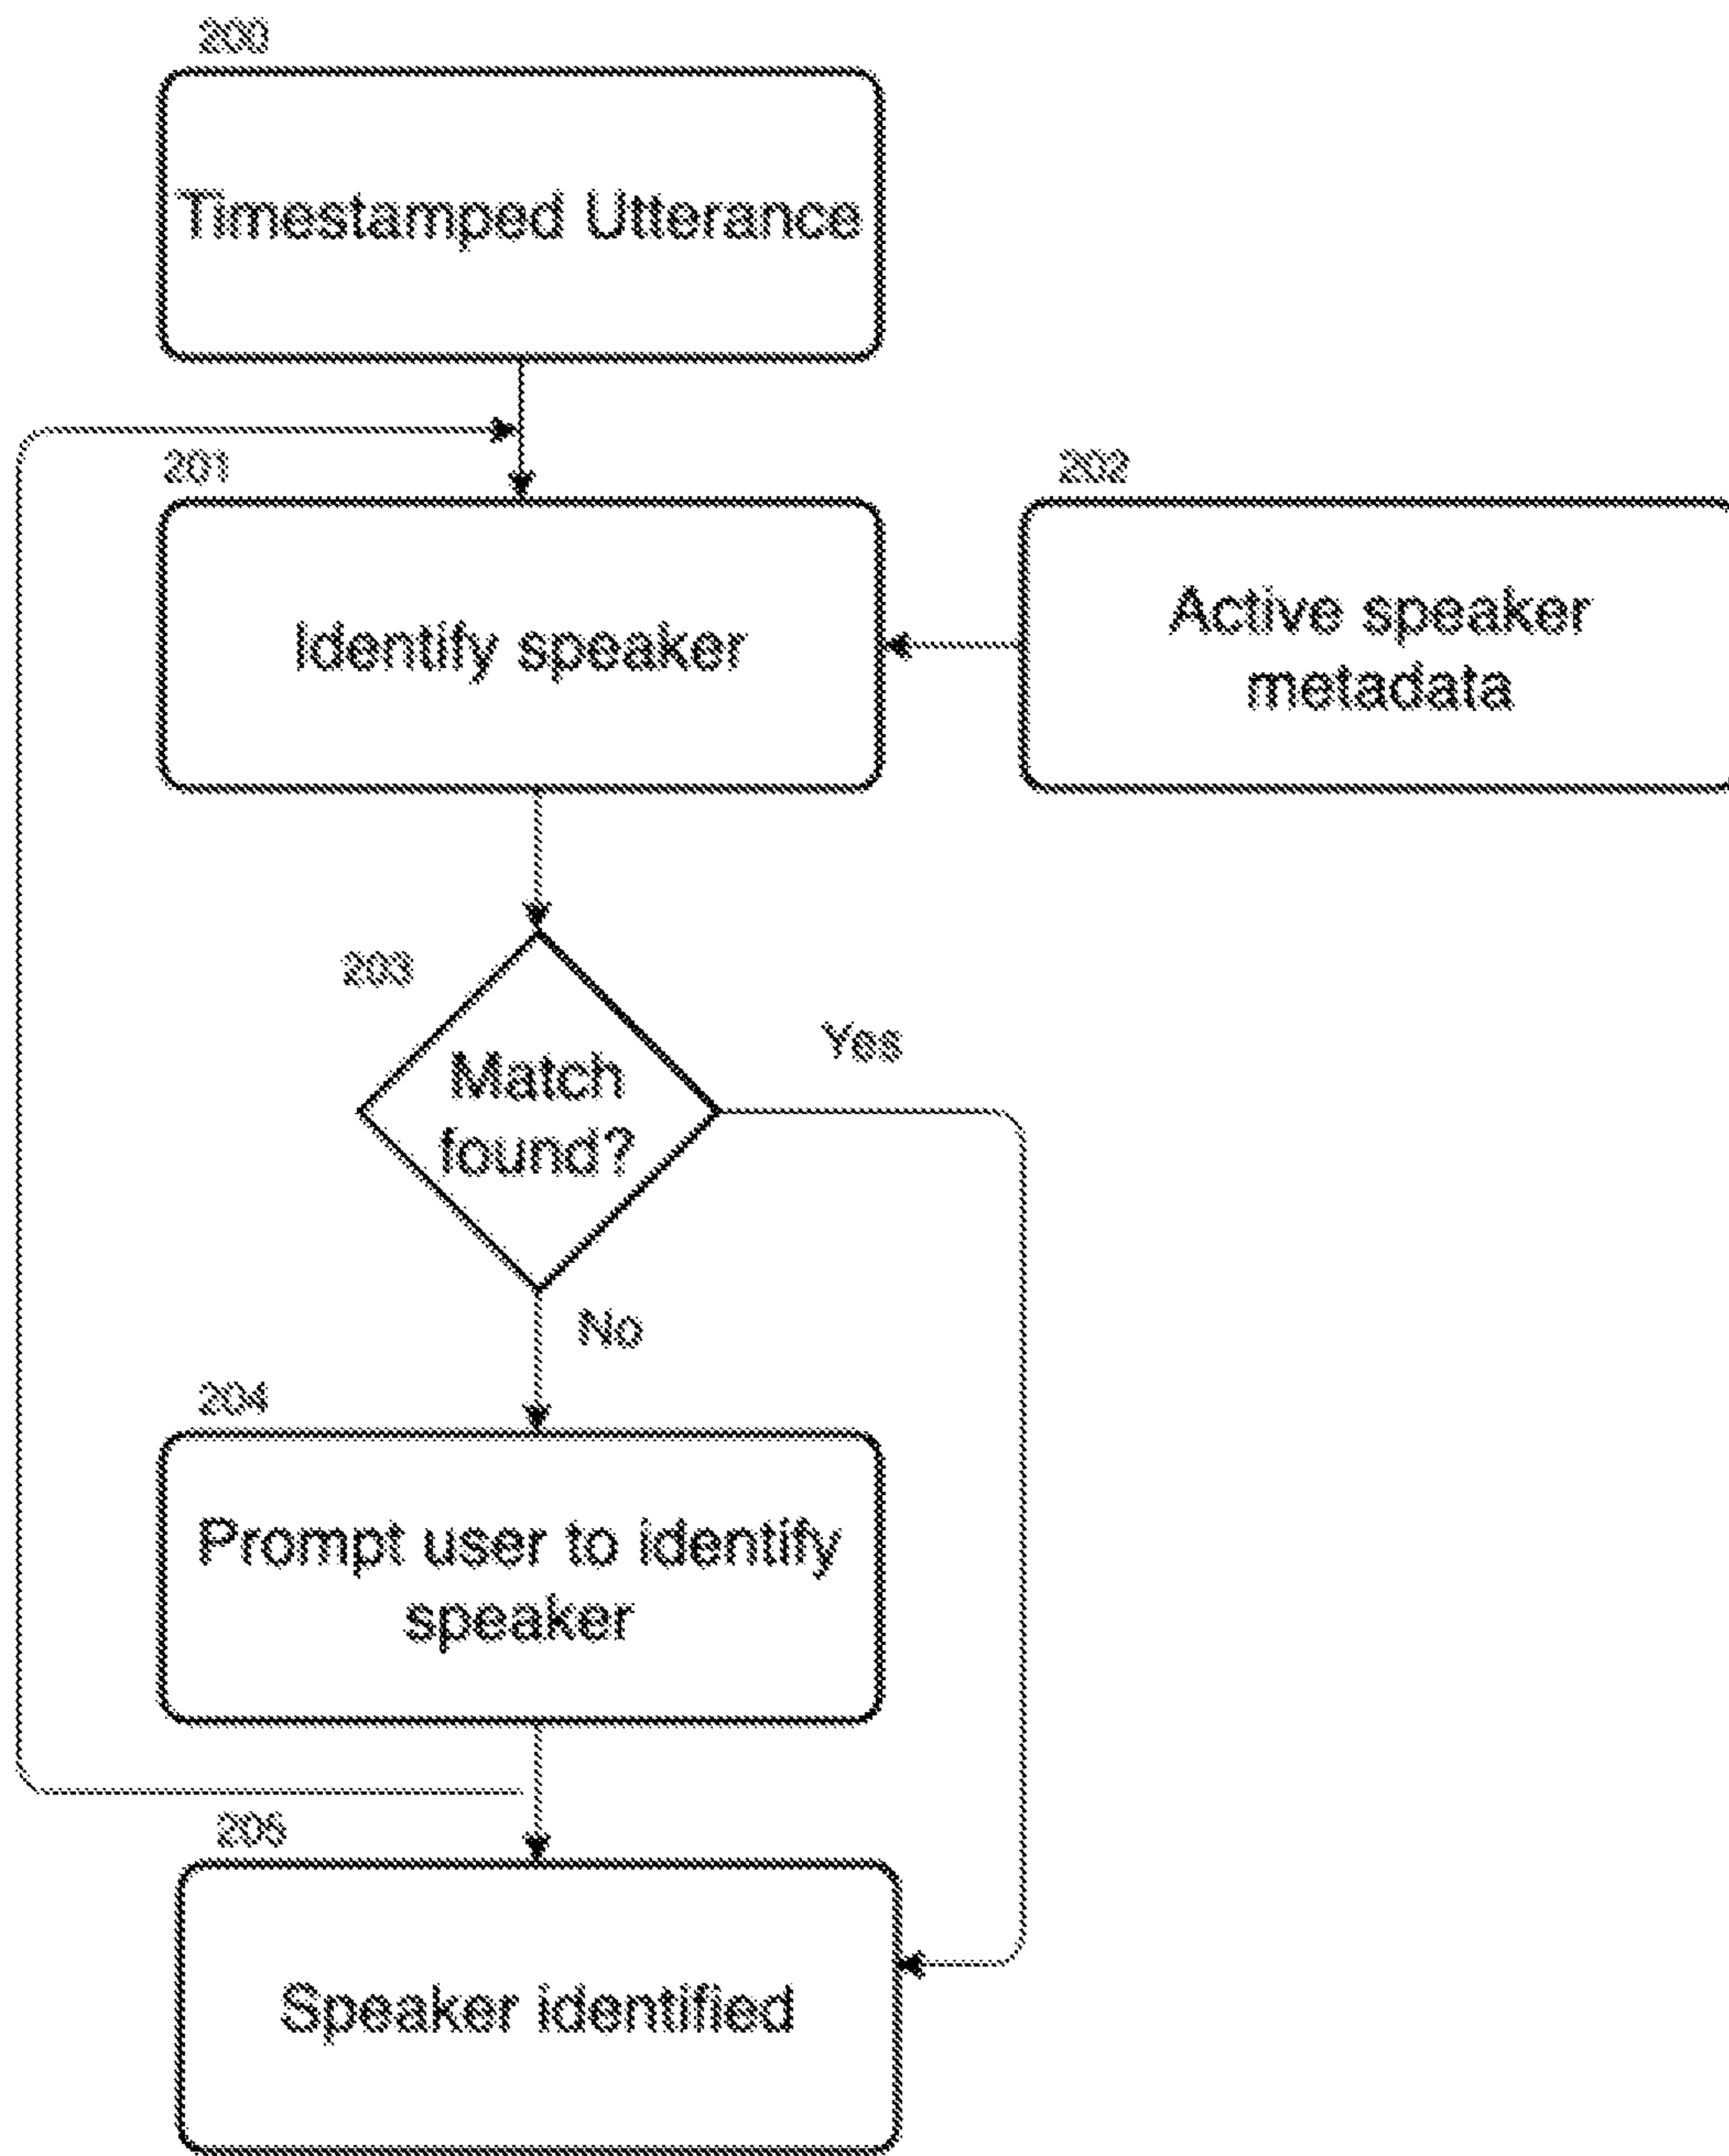 200
Timestamped Utterance
201
202
Identify speaker
Active speaker
metadata
203
Match
found?
Yes
No
204
Prompt user to identify
speaker
205
Speaker identified